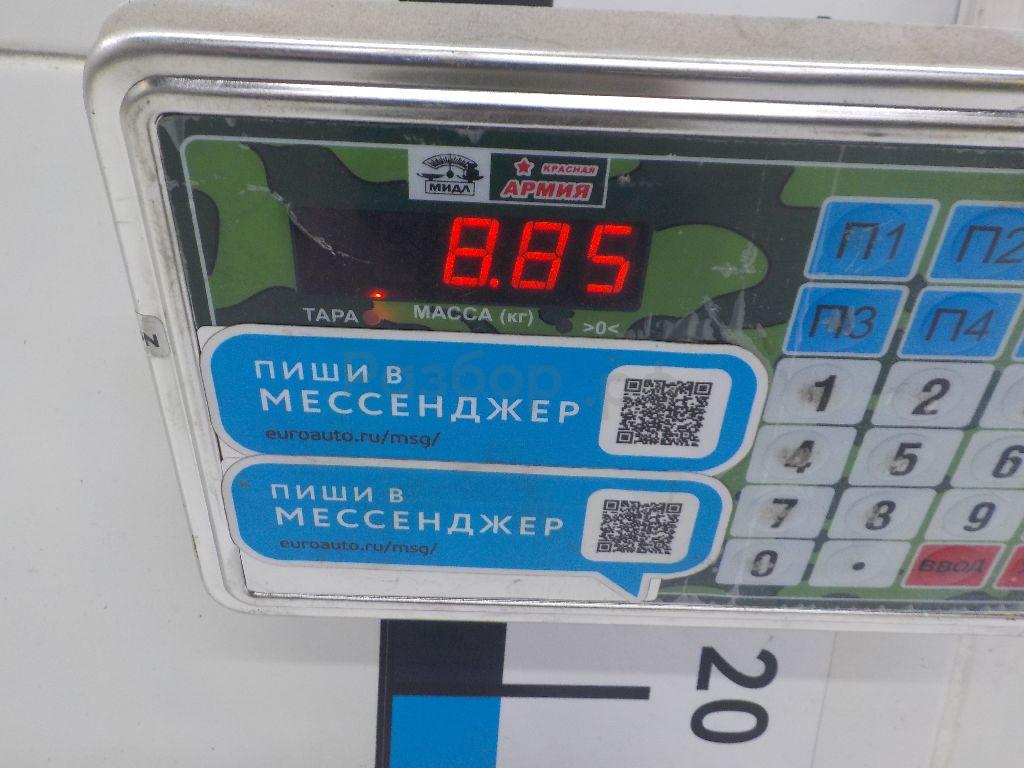 МИДЛ
КРАСНАЯ
АРМИЯ
8.85
ТАРА
МАССА (кг)
>0<
П1
П2
П3
П4
ПИШИ В
МЕССЕНДЖЕР
euroauto.ru/msg/
ПИШИ В
МЕССЕНДЖЕР
euroauto.ru/msg/
1
2
4
5
6
7
8
9
0
.
ВВОД
N
20